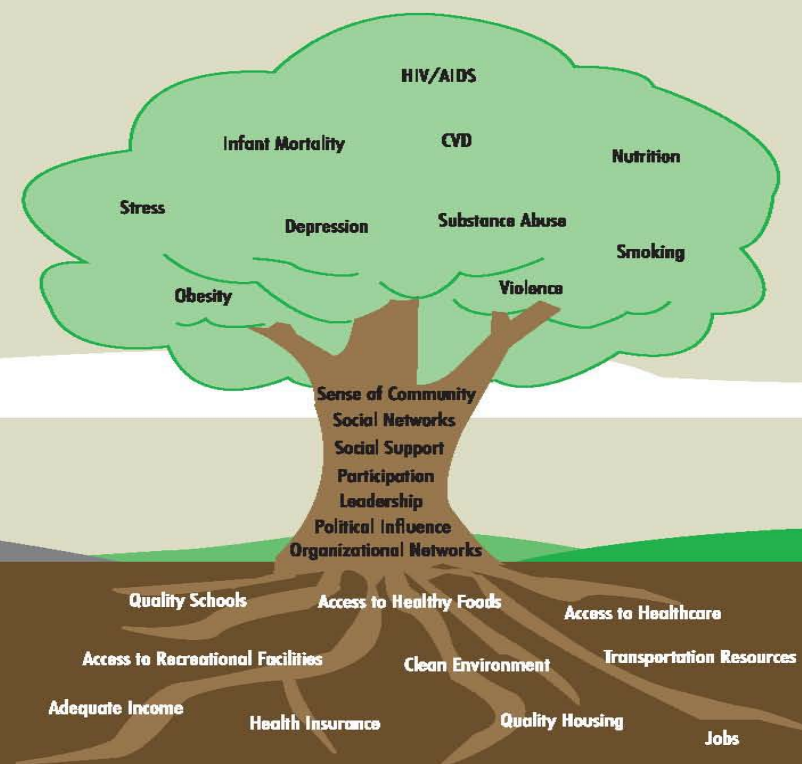 HIV/AIDS
Infant Mortality
CVD
Nutrition
Stress
Depression
Substance Abuse
Smoking
Obesity
Violence
Sense of Community
Social Networks
Social Support
Participation
Leadership
Political Influence
Organizational Networks
Quality Schools
Access to Healthy Foods
Access to Healthcare
Access to Recreational Facilities
Clean Environment
Transportation Resources
Adequate Income
Health Insurance
Quality Housing
Jobs